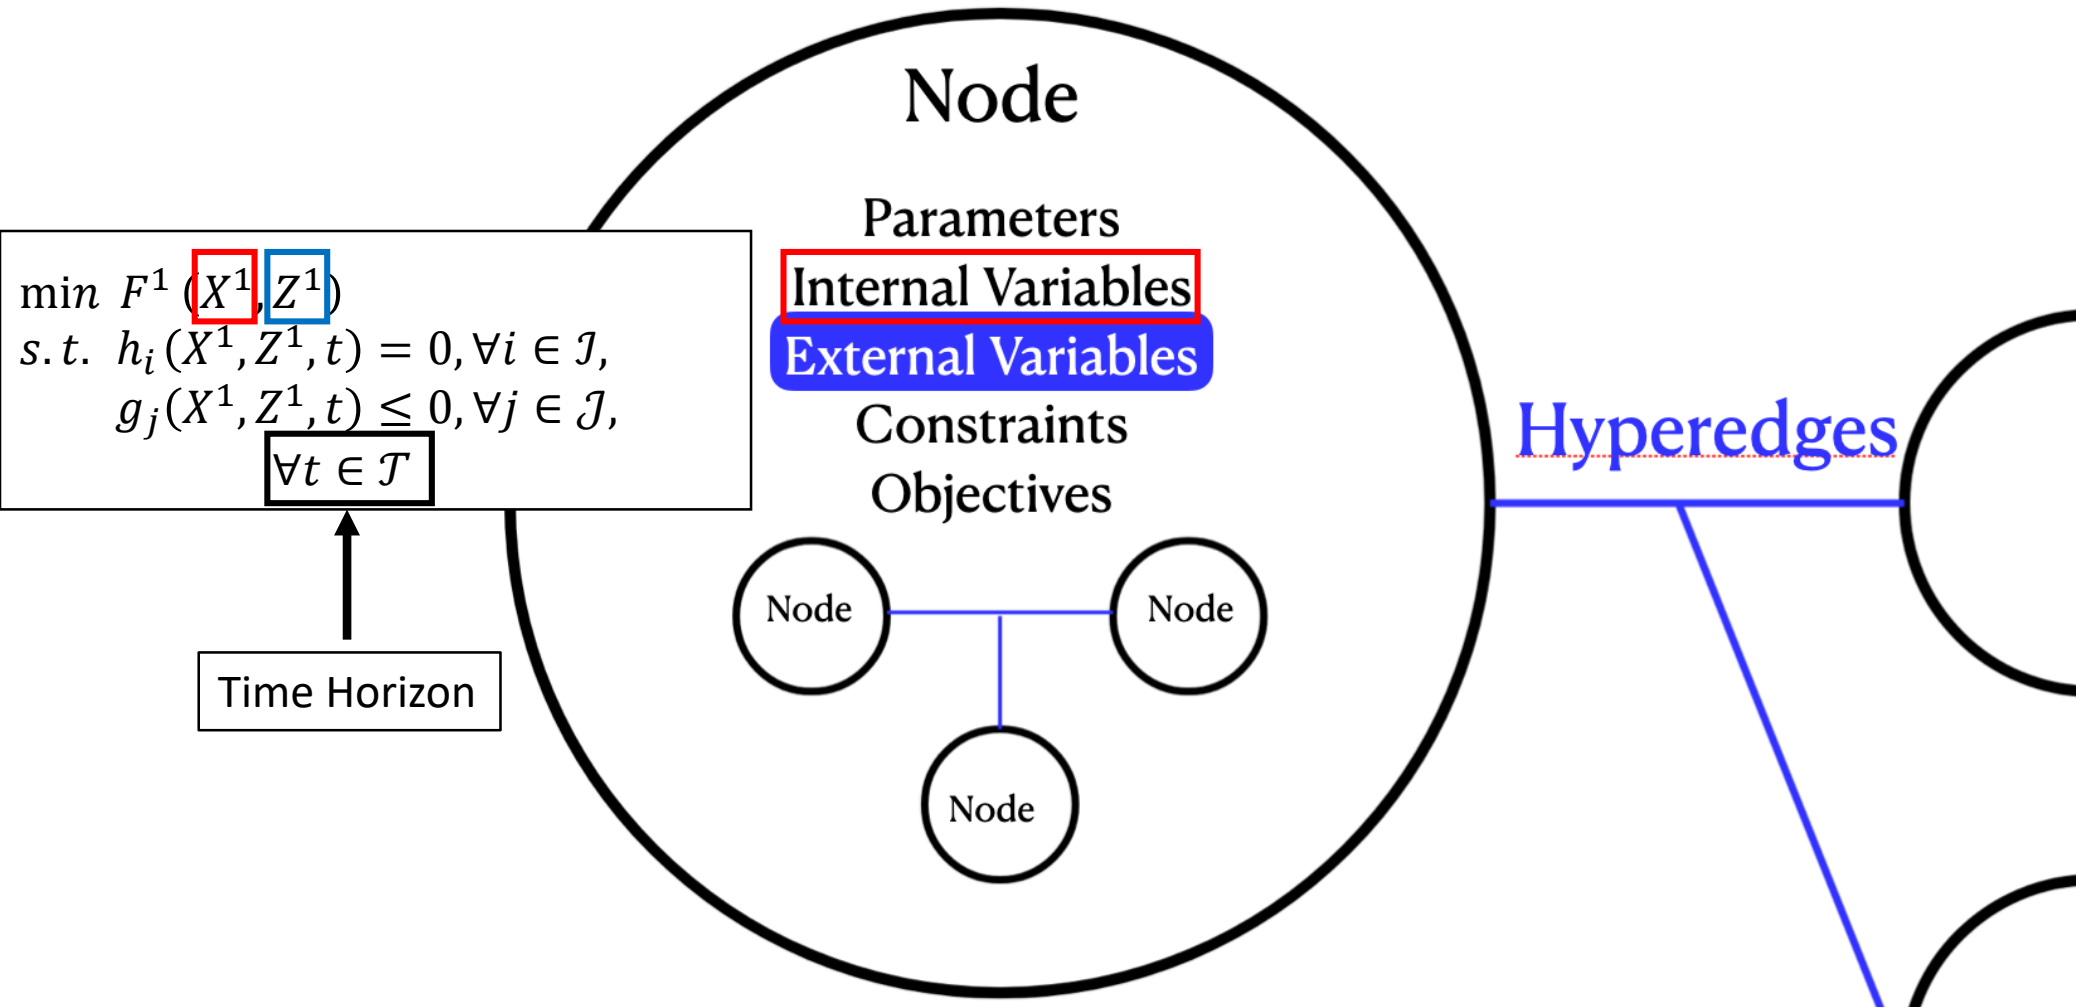 Node
Parameters
Internal Variables
External Variables
Constraints
Objectives
Node
Node
Node
min F¹ (X¹, Z¹)
s.t. hᵢ(X¹, Z¹, t) = 0, ∀i ∈ ℐ,
gⱼ(X¹, Z¹, t) ≤ 0, ∀j ∈ 𝒥,
∀t ∈ 𝒯
Time Horizon
Hyperedges